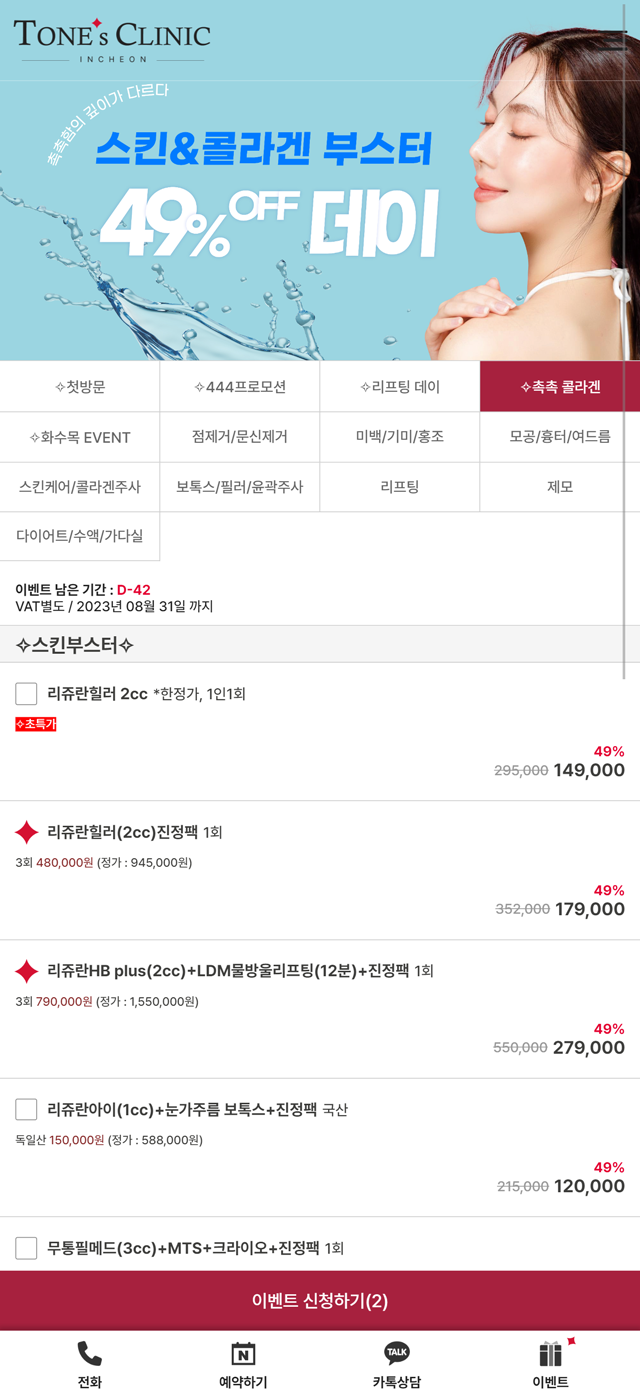 TONE's CLINIC
INCHEON
촉촉함의 깊이가 다르다
스킨&콜라겐 부스터
49% OFF 데이
✧첫방문
✧444프로모션
✧리프팅 데이
✧촉촉 콜라겐
✧화수목 EVENT
점제거/문신제거
미백/기미/홍조
모공/흉터/여드름
스킨케어/콜라겐주사
보톡스/필러/윤곽주사
리프팅
제모
다이어트/수액/가다실
이벤트 남은 기간 : D-42
VAT별도 / 2023년 08월 31일 까지
✧스킨부스터✧
리쥬란힐러 2cc *한정가, 1인1회
✧초특가
49%
295,000 149,000
리쥬란힐러(2cc)진정팩 1회
3회 480,000원 (정가 : 945,000원)
49%
352,000 179,000
리쥬란HB plus(2cc)+LDM물방울리프팅(12분)+진정팩 1회
3회 790,000원 (정가 : 1,550,000원)
49%
550,000 279,000
리쥬란아이(1cc)+눈가주름 보톡스+진정팩 국산
독일산 150,000원 (정가 : 588,000원)
49%
215,000 120,000
무통필메드(3cc)+MTS+크라이오+진정팩 1회
이벤트 신청하기(2)
N
TALK
전화
예약하기
카톡상담
이벤트